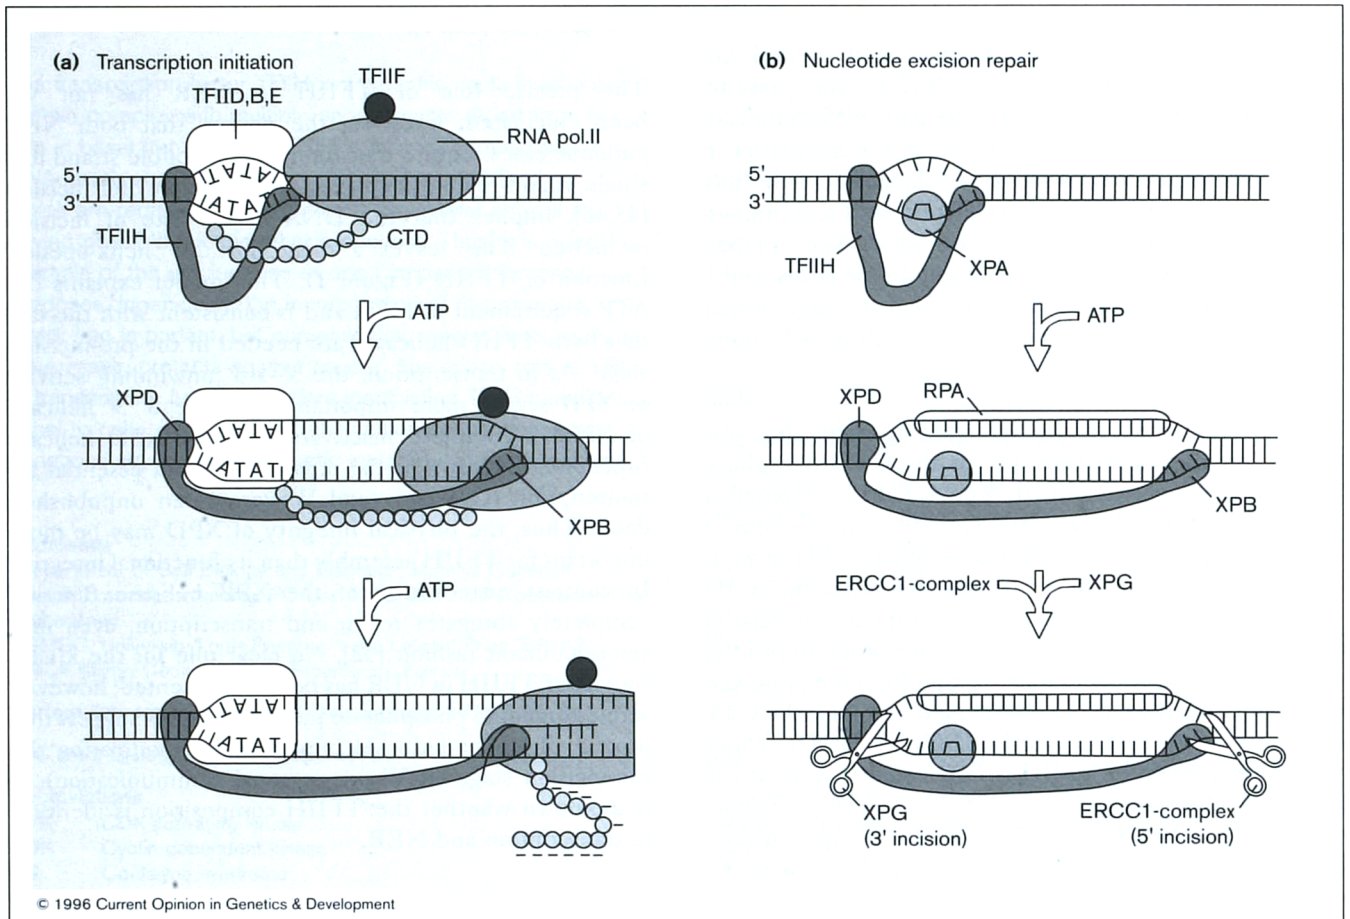 (a) Transcription initiation
TFIIF
TFIID,B,E
RNA pol.II
5'
3'
TATA
ATAT
TFIIH
CTD
ATP
XPD
TATA
ATAT
XPB
ATP
TATA
ATAT
(b) Nucleotide excision repair
5'
3'
TFIIH
XPA
ATP
XPD
RPA
XPB
ERCC1-complex
XPG
XPG
(3' incision)
ERCC1-complex
(5' incision)
© 1996 Current Opinion in Genetics & Development